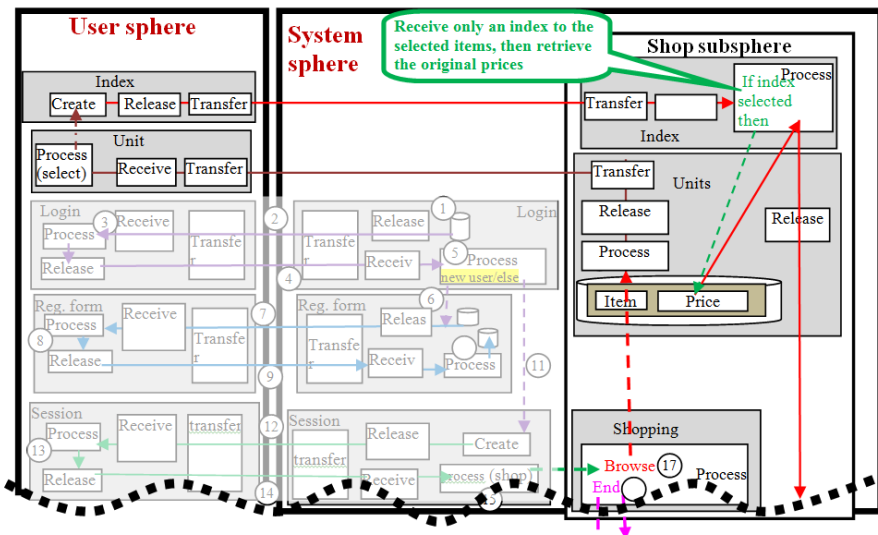 User sphere
System
sphere
Receive only an index to the
selected items, then retrieve
the original prices
Shop subsphere
Index
Create
Release
Transfer
Transfer
Process
If index
selected
then
Index
Unit
Process
(select)
Receive
Transfer
Transfer
Units
Release
Release
Process
Item
Price
Login
3
Receive
Process
Transfe
r
Release
2
4
1
Release
Login
Transfe
r
Receiv
5
Process
new user/else
Reg. form
Process
Receive
8
Release
Transfe
r
7
9
6
Reg. form
Releas
Transfe
r
Receiv
Process
11
Session
Process
Receive
transfer
13
Release
12
14
Session
Release
Create
transfer
Receive
process (shop)
15
Shopping
Browse
17
Process
End